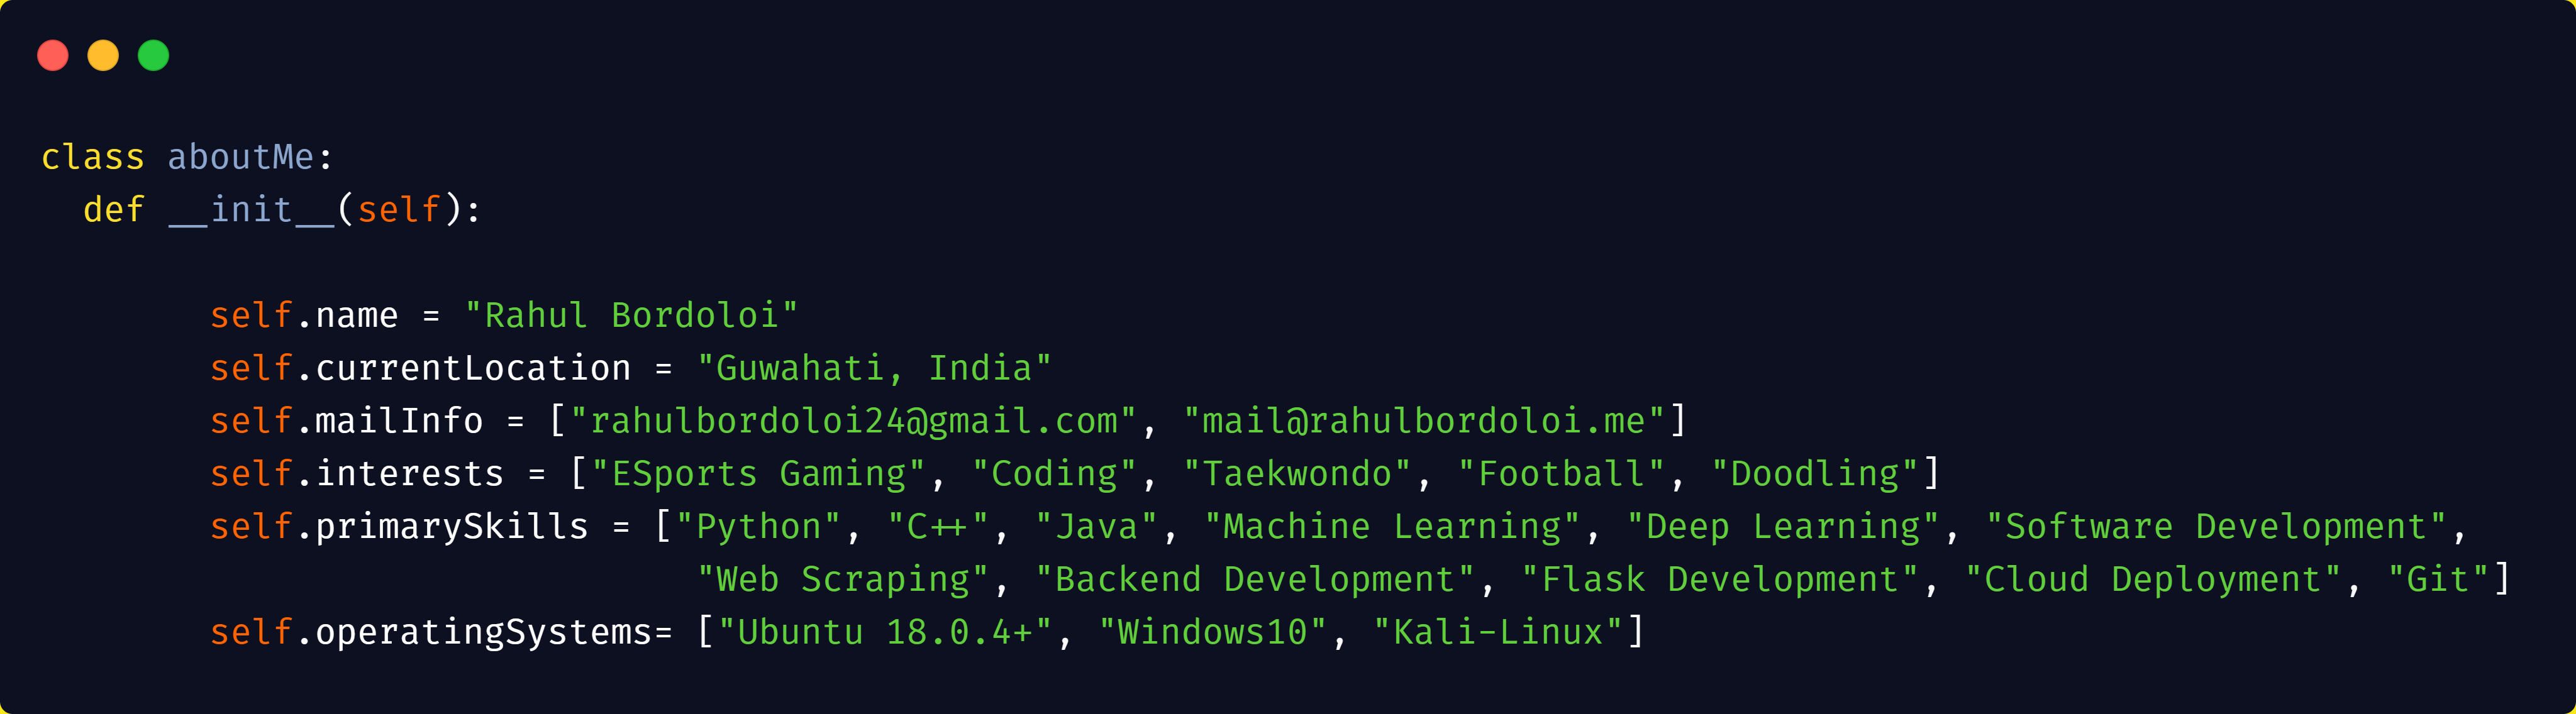 class aboutMe:
  def __init__(self):

        self.name = "Rahul Bordoloi"
        self.currentLocation = "Guwahati, India"
        self.mailInfo = ["rahulbordoloi24@gmail.com", "mail@rahulbordoloi.me"]
        self.interests = ["ESports Gaming", "Coding", "Taekwondo", "Football", "Doodling"]
        self.primarySkills = ["Python", "C++", "Java", "Machine Learning", "Deep Learning", "Software Development",
                               "Web Scraping", "Backend Development", "Flask Development", "Cloud Deployment", "Git"]
        self.operatingSystems= ["Ubuntu 18.0.4+", "Windows10", "Kali-Linux"]